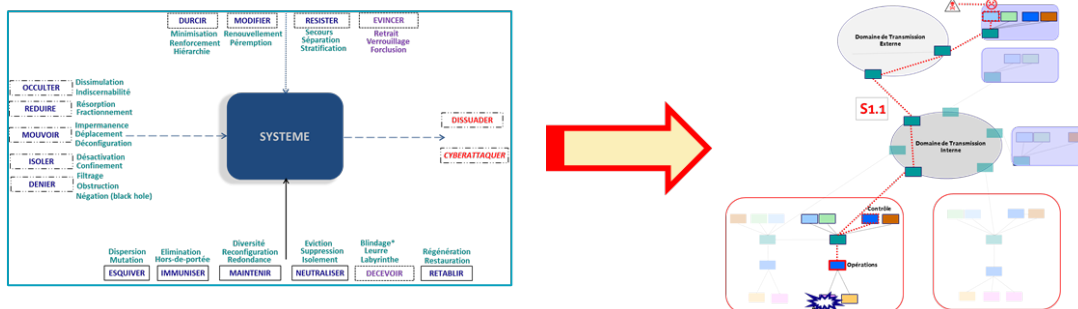 DURCIR
Minimisation
Renforcement
Hiérarchie
MODIFIER
Renouvellement
Péremption
RESISTER
Secours
Séparation
Stratification
EVINCER
Retrait
Verrouillage
Forclusion
OCCULTER
Dissimulation
Indiscernabilité
REDUIRE
Résorption
Fractionnement
MOUVOIR
Impermanence
Déplacement
Déconfiguration
ISOLER
Désactivation
Confinement
DENIER
Filtrage
Obstruction
Négation (black hole)
SYSTEME
DISSUADER
CYBERATTAQUER
Dispersion
Mutation
ESQUIVER
Elimination
Hors-de-portée
IMMUNISER
Diversité
Reconfiguration
Redondance
MAINTENIR
Eviction
Suppression
Isolement
NEUTRALISER
Blindage*
Leurre
Labyrinthe
DECEVOIR
Régénération
Restauration
RETABLIR
Domaine de Transmission
Externe
S1.1
Domaine de Transmission
Interne
Contrôle
Opérations